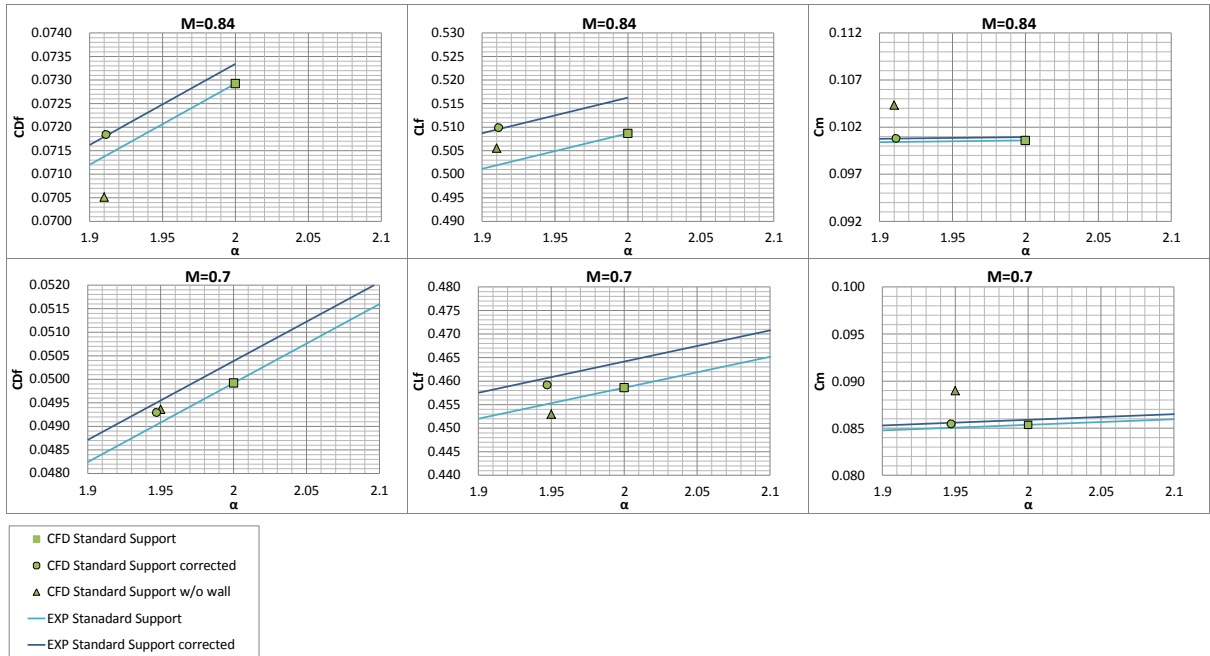 M=0.84
0.0740
0.0735
0.0730
0.0725
0.0720
0.0715
0.0710
0.0705
0.0700
CDf
1.9 1.95 2 2.05 2.1
α
M=0.84
0.530
0.525
0.520
0.515
0.510
0.505
0.500
0.495
0.490
CLf
1.9 1.95 2 2.05 2.1
α
M=0.84
0.112
0.107
0.102
0.097
0.092
Cm
1.9 1.95 2 2.05 2.1
α
M=0.7
0.0520
0.0515
0.0510
0.0505
0.0500
0.0495
0.0490
0.0485
0.0480
CDf
1.9 1.95 2 2.05 2.1
α
M=0.7
0.480
0.475
0.470
0.465
0.460
0.455
0.450
0.445
0.440
CLf
1.9 1.95 2 2.05 2.1
α
M=0.7
0.100
0.095
0.090
0.085
0.080
Cm
1.9 1.95 2 2.05 2.1
α
CFD Standard Support
CFD Standard Support corrected
CFD Standard Support w/o wall
EXP Stanadard Support
EXP Standard Support corrected